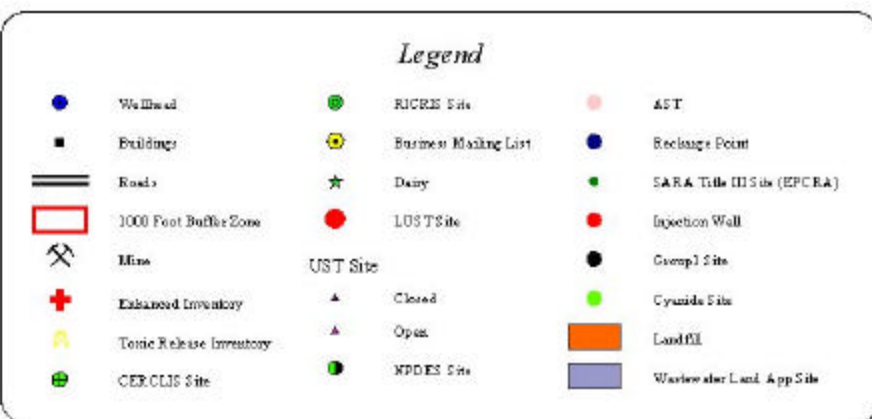 Legend
Wellhead
Buildings
Roads
1000 Foot Buffer Zone
Mine
Enhanced Inventory
Toxic Release Inventory
CERCLIS Site
RICRIS Site
Business Mailing List
Dairy
LUST Site
UST Site
Closed
Open
NPDES Site
AST
Recharge Point
SARA Title III Site (EPCRA)
Injection Well
Group1 Site
Cyanide Site
Landfill
Wastewater Land App Site